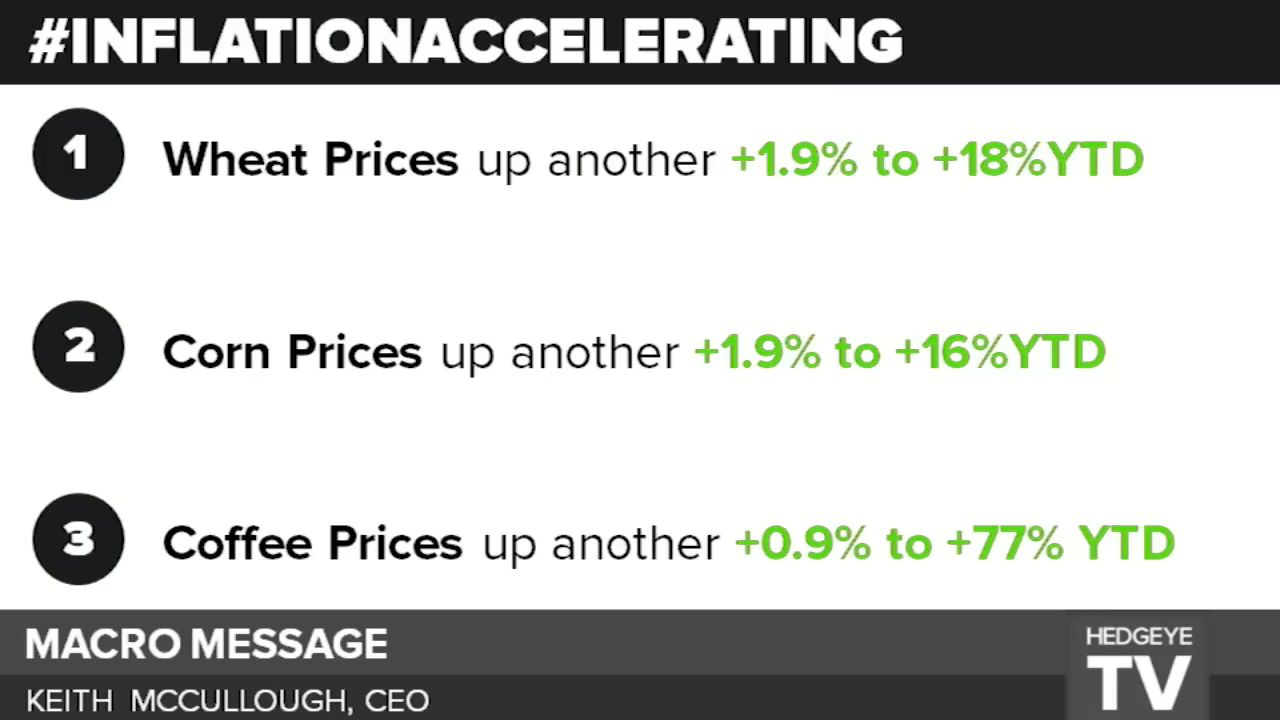 #INFLATIONACCELERATING
1 Wheat Prices up another +1.9% to +18%YTD
2 Corn Prices up another +1.9% to +16%YTD
3 Coffee Prices up another +0.9% to +77% YTD
MACRO MESSAGE
KEITH MCCULLOUGH, CEO
HEDGEYE
TV